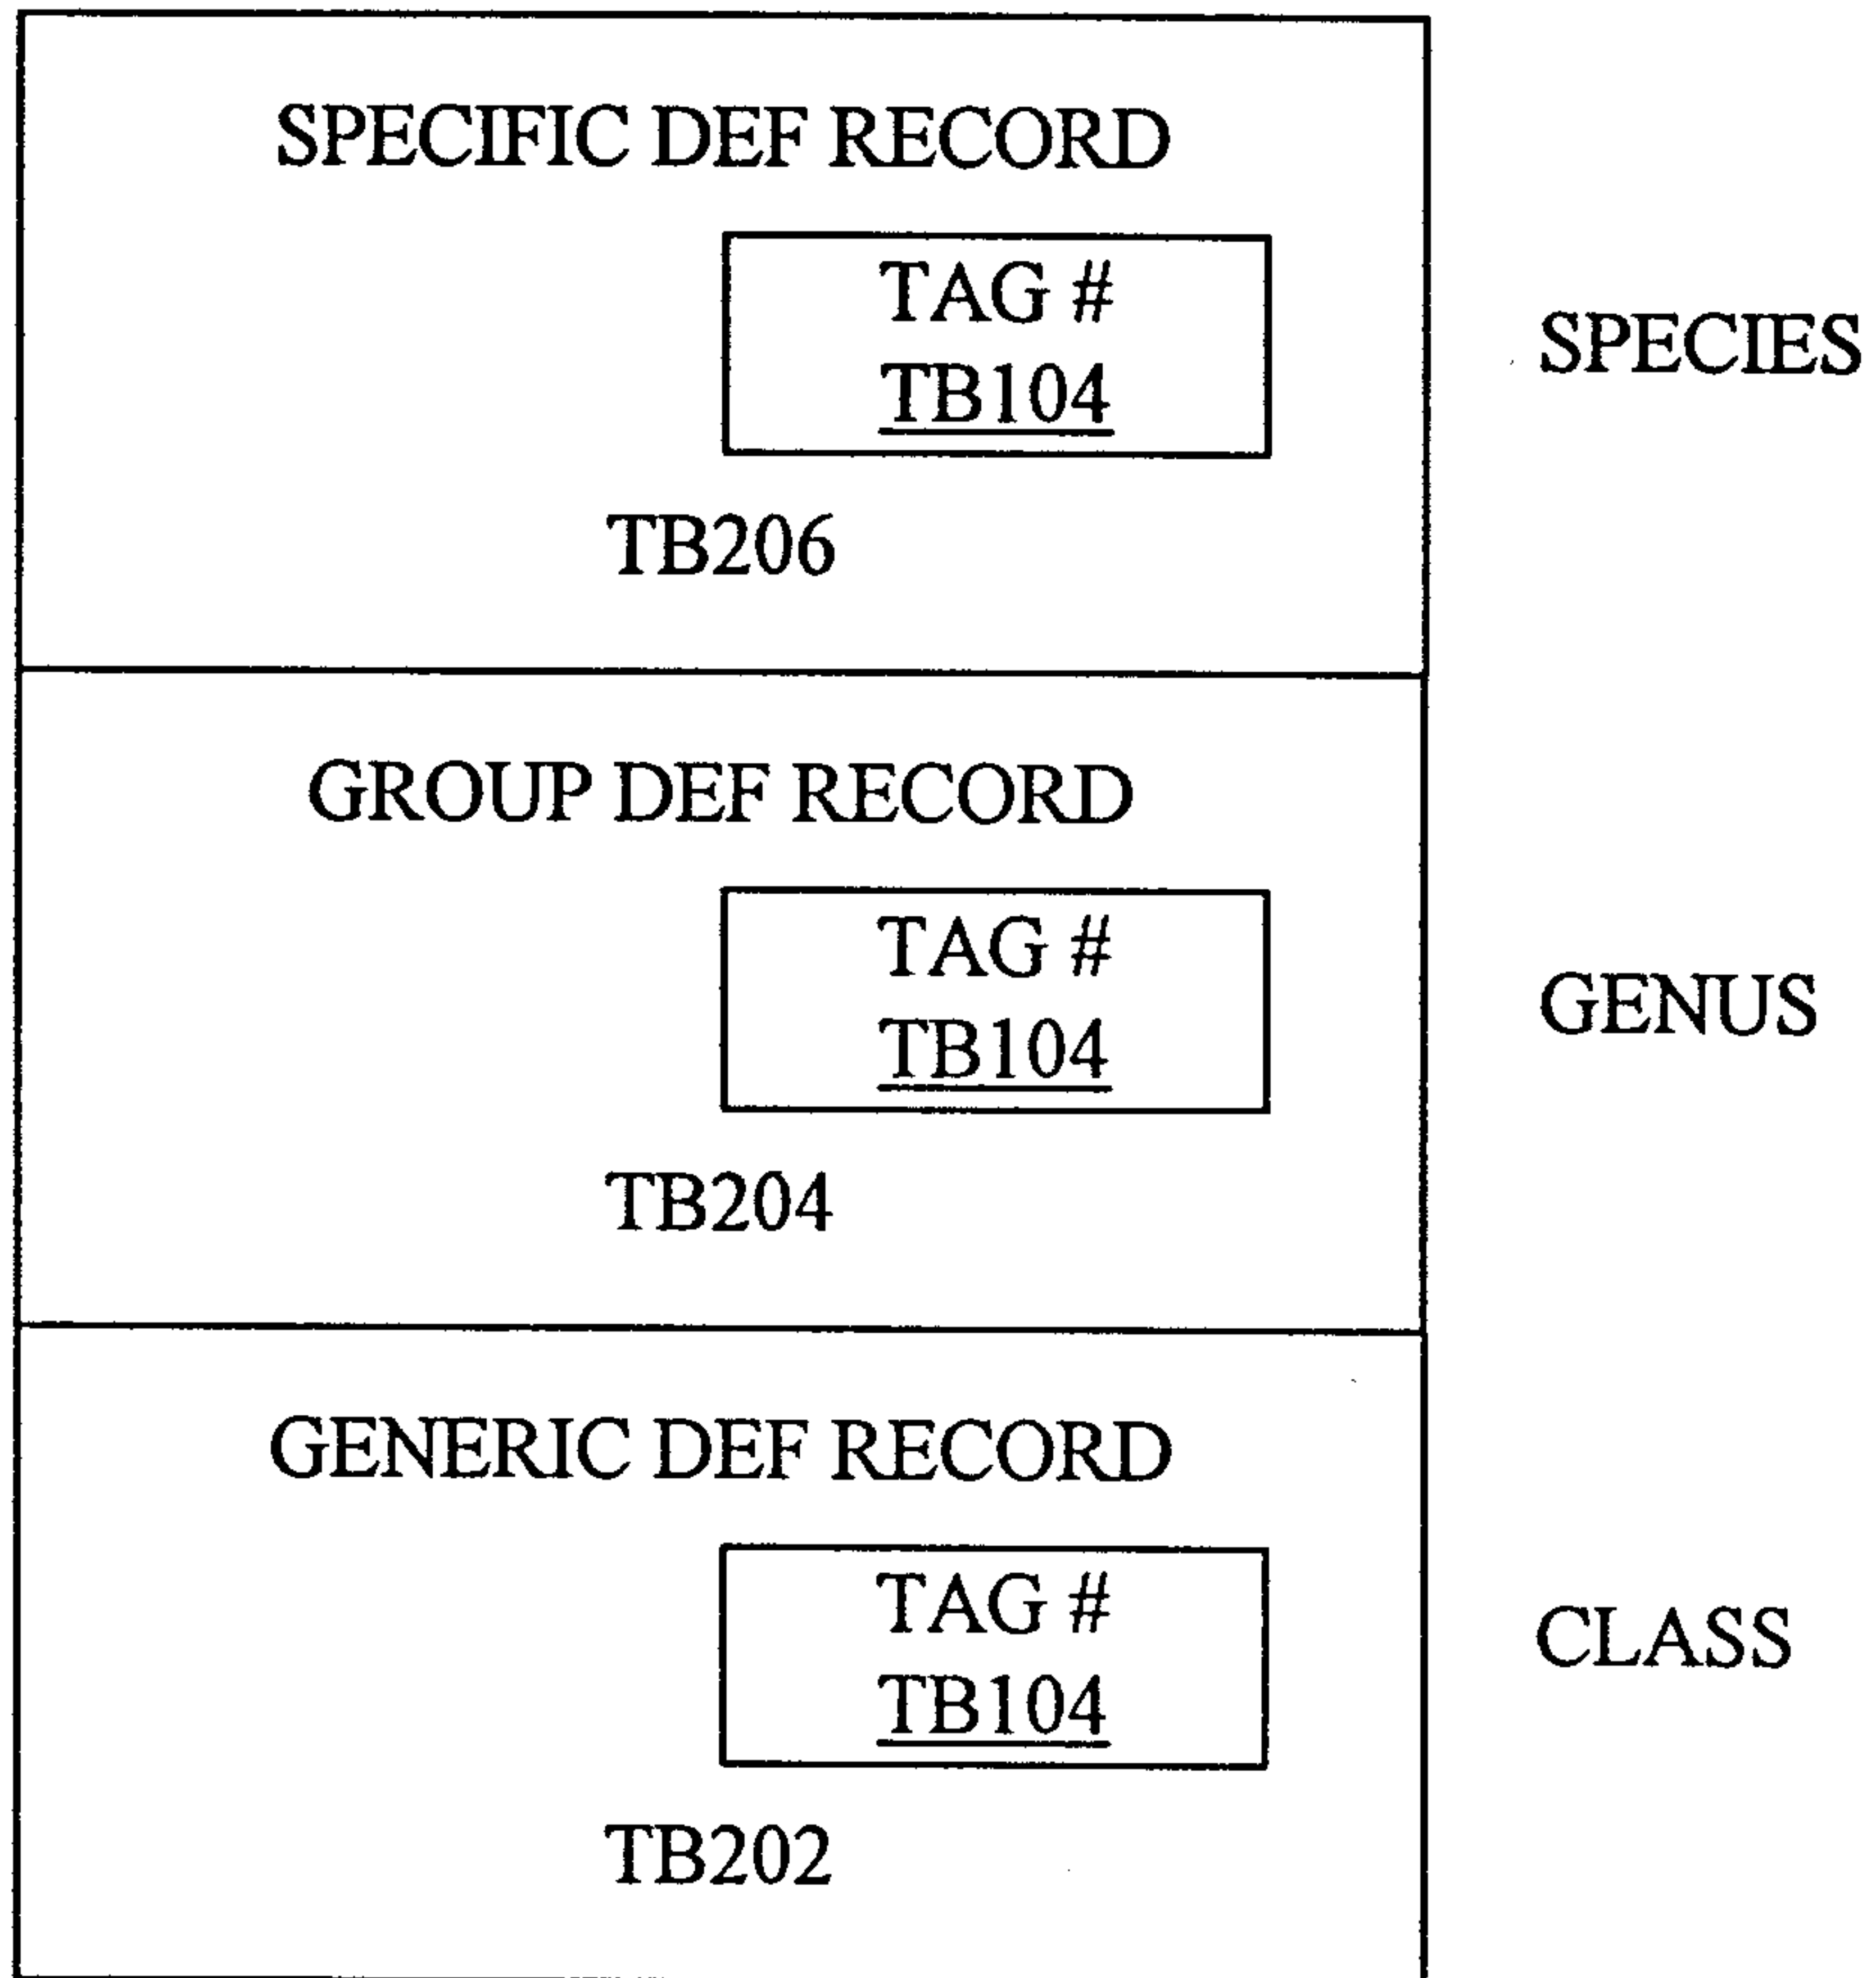 SPECIFIC DEF RECORD
TAG #
TB104
SPECIES
TB206
GROUP DEF RECORD
TAG #
TB104
GENUS
TB204
GENERIC DEF RECORD
TAG #
TB104
CLASS
TB202